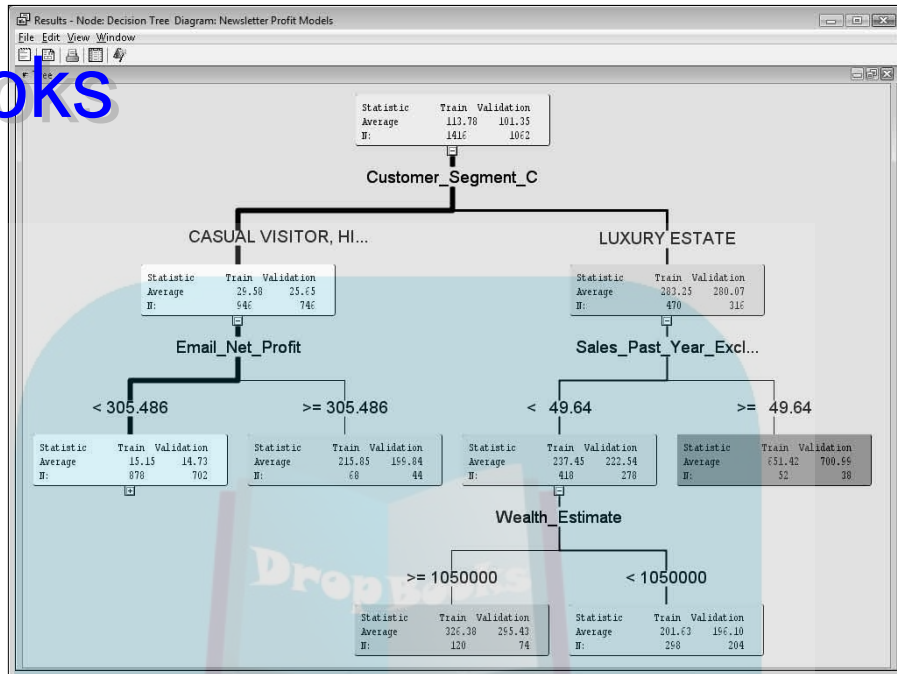 Results - Node: Decision Tree Diagram: Newsletter Profit Models
File Edit View Window
oks
Tree
Statistic Train Validation
Average 113.78 101.35
N: 1416 1062
Customer_Segment_C
CASUAL VISITOR, HI... LUXURY ESTATE
Statistic Train Validation
Average 29.58 25.65
N: 946 746
Statistic Train Validation
Average 283.25 280.07
N: 470 316
Email_Net_Profit Sales_Past_Year_Excl...
< 305.486 >= 305.486 < 49.64 >= 49.64
Statistic Train Validation
Average 15.15 14.73
N: 878 702
Statistic Train Validation
Average 215.85 199.84
N: 68 44
Statistic Train Validation
Average 237.45 222.54
N: 418 278
Statistic Train Validation
Average 651.42 700.99
N: 52 38
Wealth_Estimate
DropBooks
>= 1050000 < 1050000
Statistic Train Validation
Average 326.38 295.43
N: 120 74
Statistic Train Validation
Average 201.63 196.10
N: 298 204